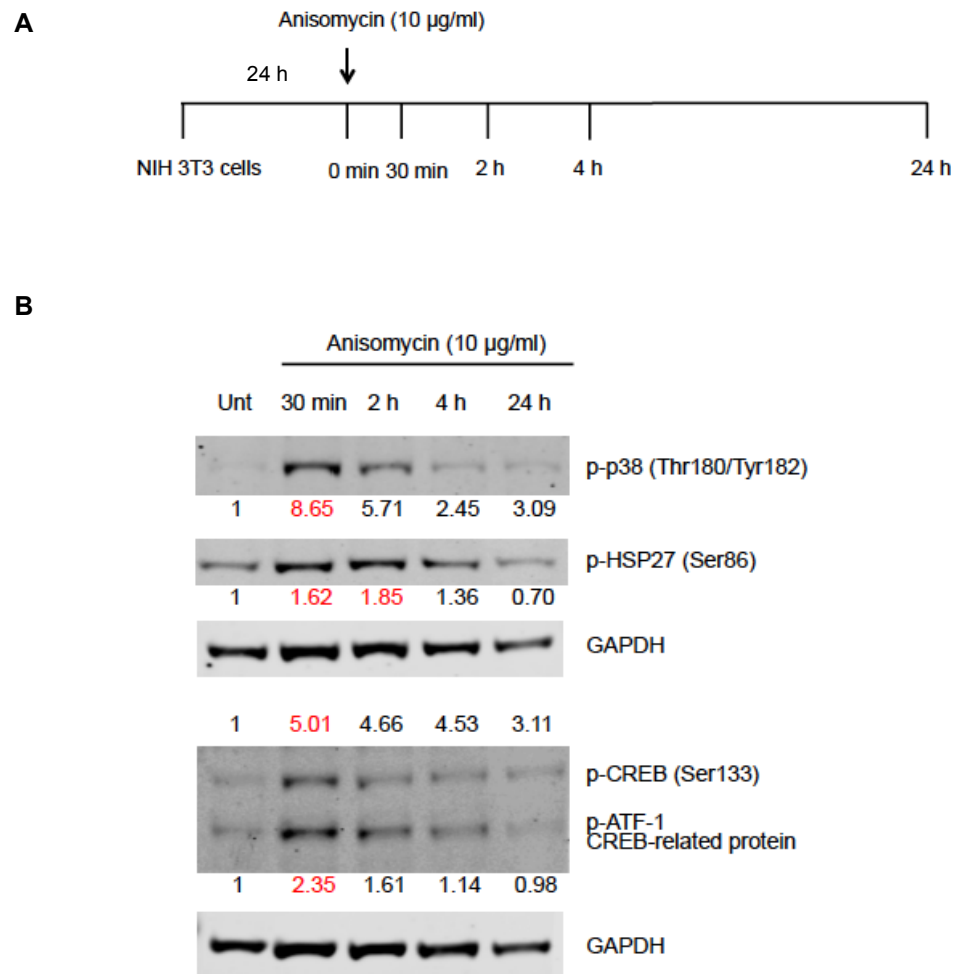 A
Anisomycin (10 µg/ml)
24 h
NIH 3T3 cells 0 min 30 min 2 h 4 h 24 h
B
Anisomycin (10 µg/ml)
Unt 30 min 2 h 4 h 24 h
p-p38 (Thr180/Tyr182)
1 8.65 5.71 2.45 3.09
p-HSP27 (Ser86)
1 1.62 1.85 1.36 0.70
GAPDH
1 5.01 4.66 4.53 3.11
p-CREB (Ser133)
p-ATF-1
CREB-related protein
1 2.35 1.61 1.14 0.98
GAPDH